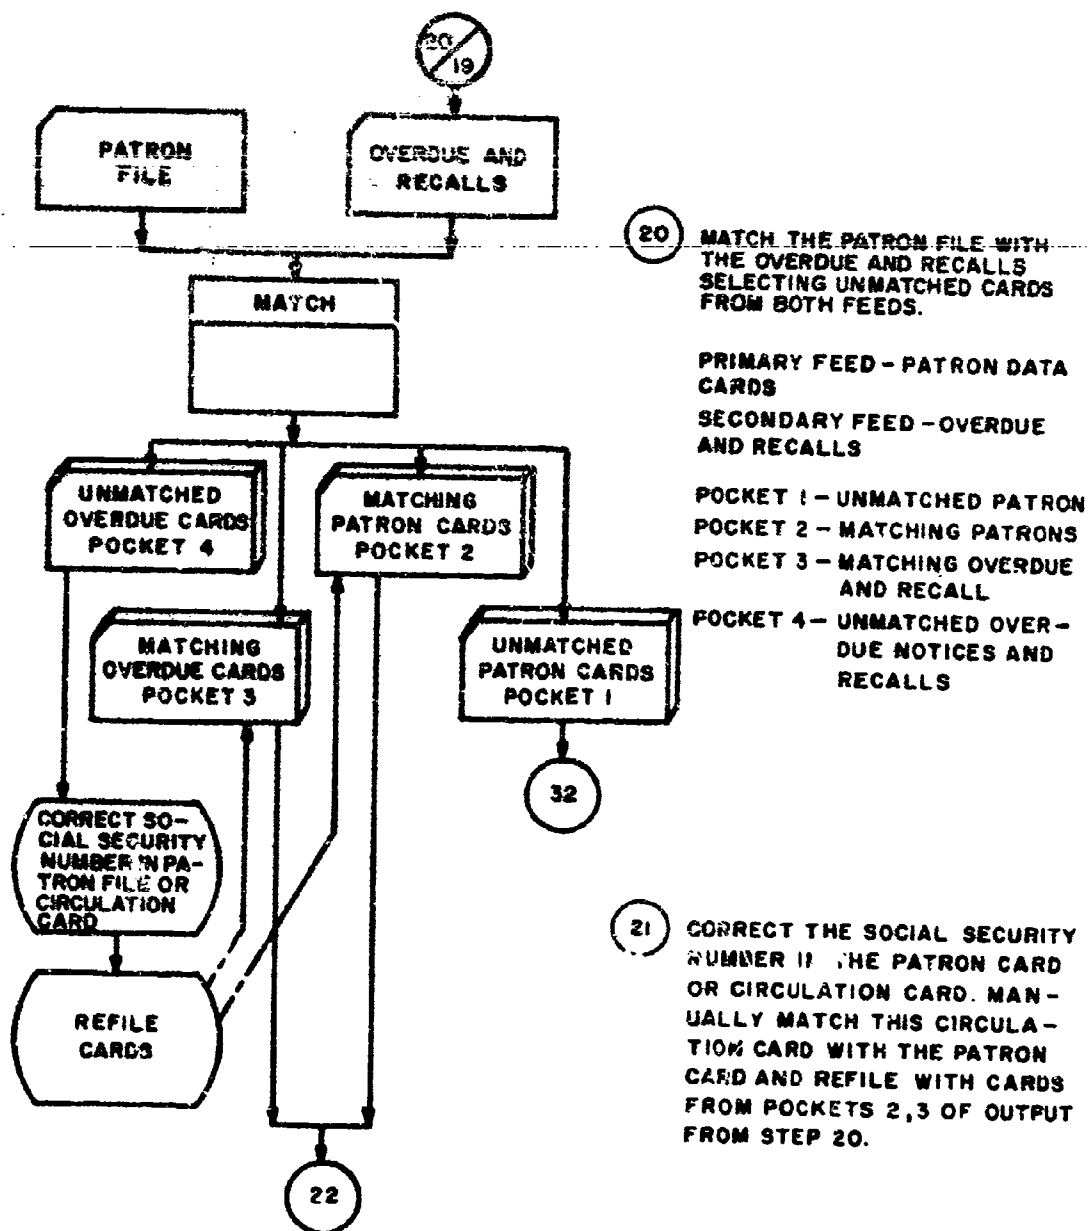 20
19
PATRON
FILE
OVERDUE AND
RECALLS
MATCH
20
MATCH THE PATRON FILE WITH
THE OVERDUE AND RECALLS
SELECTING UNMATCHED CARDS
FROM BOTH FEEDS.
PRIMARY FEED - PATRON DATA
CARDS
SECONDARY FEED - OVERDUE
AND RECALLS
POCKET 1 - UNMATCHED PATRON
POCKET 2 - MATCHING PATRONS
POCKET 3 - MATCHING OVERDUE
AND RECALL
POCKET 4 - UNMATCHED OVER-
DUE NOTICES AND
RECALLS
UNMATCHED
OVERDUE CARDS
POCKET 4
MATCHING
PATRON CARDS
POCKET 2
MATCHING
OVERDUE CARDS
POCKET 3
UNMATCHED
PATRON CARDS
POCKET 1
32
CORRECT SO-
CIAL SECURITY
NUMBER IN PA-
TRON FILE OR
CIRCULATION
CARD
REFILE
CARDS
22
21
CORRECT THE SOCIAL SECURITY
NUMBER IN THE PATRON CARD
OR CIRCULATION CARD. MAN-
UALLY MATCH THIS CIRCULA-
TION CARD WITH THE PATRON
CARD AND REFILE WITH CARDS
FROM POCKETS 2,3 OF OUTPUT
FROM STEP 20.